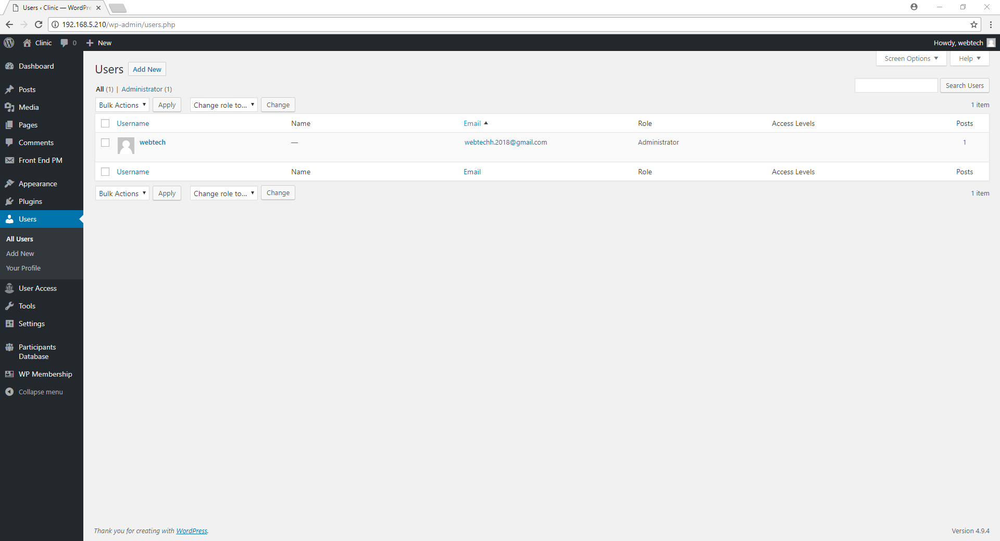 Users ‹ Clinic — WordPre
192.168.5.210/wp-admin/users.php
Clinic
0
New
Howdy, webtech
Dashboard
Posts
Media
Pages
Comments
Front End PM
Appearance
Plugins
Users
All Users
Add New
Your Profile
User Access
Tools
Settings
Participants
Database
WP Membership
Collapse menu
Screen Options
Help
Users
Add New
All (1) | Administrator (1)
Search Users
Bulk Actions
Apply
Change role to...
Change
1 item
Username Name Email Role Access Levels Posts
webtech — webtechh.2018@gmail.com Administrator 1
Username Name Email Role Access Levels Posts
Bulk Actions
Apply
Change role to...
Change
1 item
Thank you for creating with WordPress.
Version 4.9.4